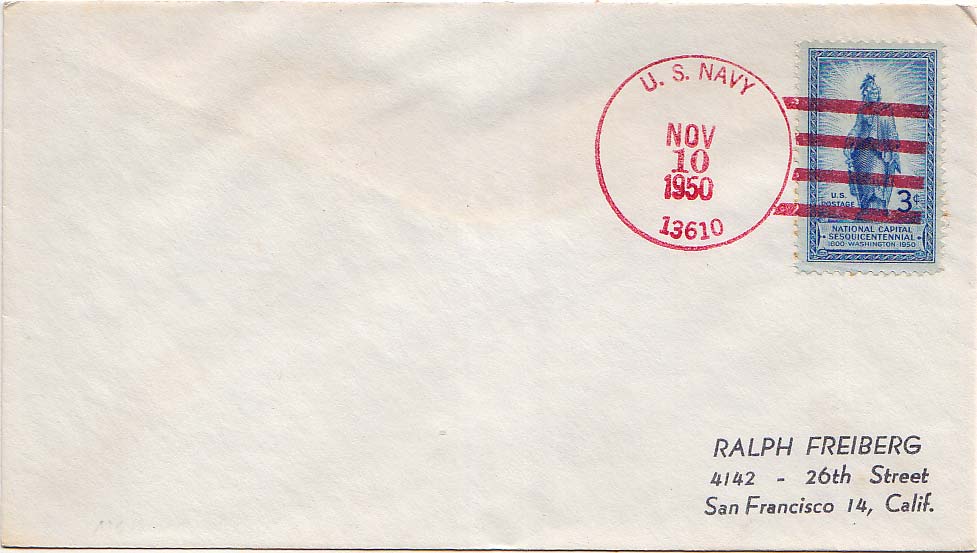 U. S. NAVY
NOV
10
1950
13610
U.S.
POSTAGE
3¢
NATIONAL CAPITAL
SESQUICENTENNIAL
1800 WASHINGTON 1950
RALPH FREIBERG
4142 - 26th Street
San Francisco 14, Calif.